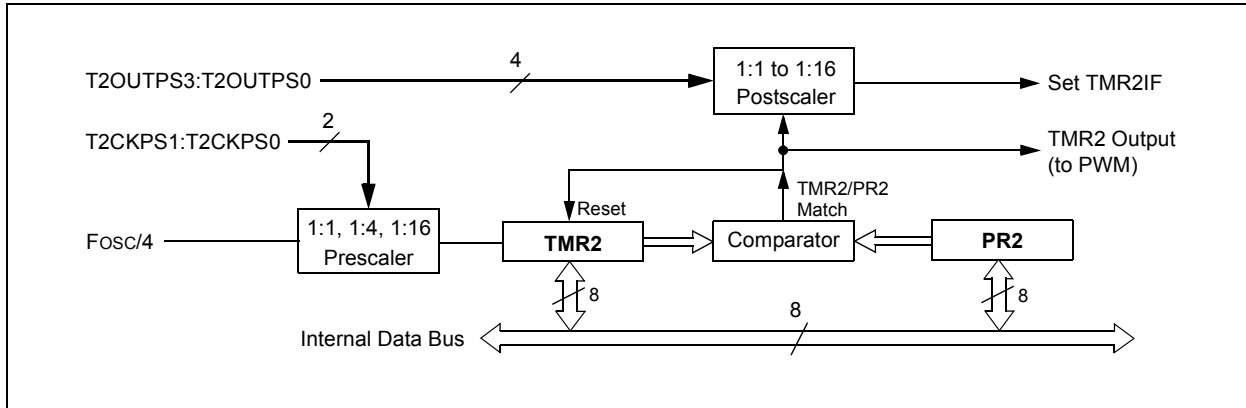 4
T2OUTPS3:T2OUTPS0
1:1 to 1:16
Postscaler
Set TMR2IF
2
T2CKPS1:T2CKPS0
TMR2 Output
(to PWM)
TMR2/PR2
Match
Reset
FOSC/4
1:1, 1:4, 1:16
Prescaler
TMR2
Comparator
PR2
8
8
8
Internal Data Bus